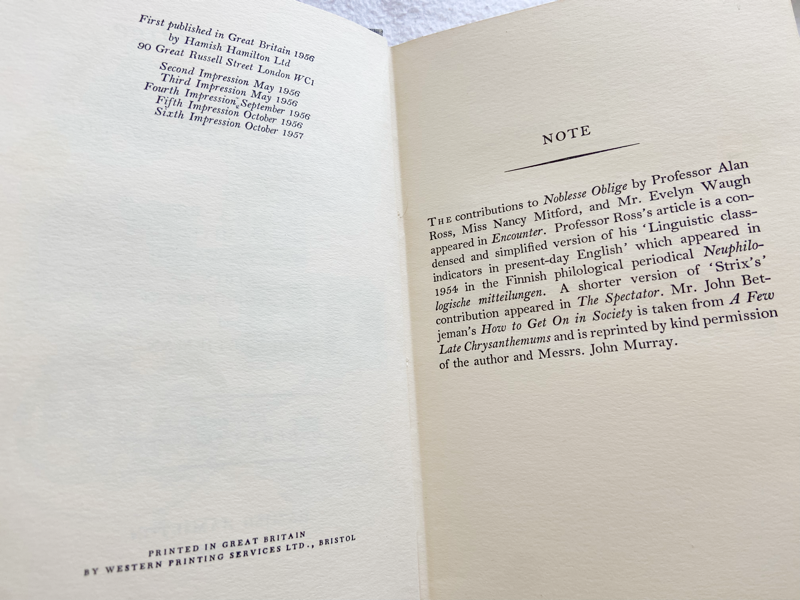 First published in Great Britain 1956
by Hamish Hamilton Ltd
90 Great Russell Street London WC1
Second Impression May 1956
Third Impression May 1956
Fourth Impression, September 1956
Fifth Impression October 1956
Sixth Impression October 1957
PRINTED IN GREAT BRITAIN
BY WESTERN PRINTING SERVICES LTD., BRISTOL
NOTE
THE contributions to Noblesse Oblige by Professor Alan
Ross, Miss Nancy Mitford, and Mr. Evelyn Waugh
appeared in Encounter. Professor Ross's article is a con-
densed and simplified version of his 'Linguistic class-
indicators in present-day English' which appeared in
1954 in the Finnish philological periodical Neuphilo-
logische mitteilungen. A shorter version of 'Strix's'
contribution appeared in The Spectator. Mr. John Bet-
jeman's How to Get On in Society is taken from A Few
Late Chrysanthemums and is reprinted by kind permission
of the author and Messrs. John Murray.